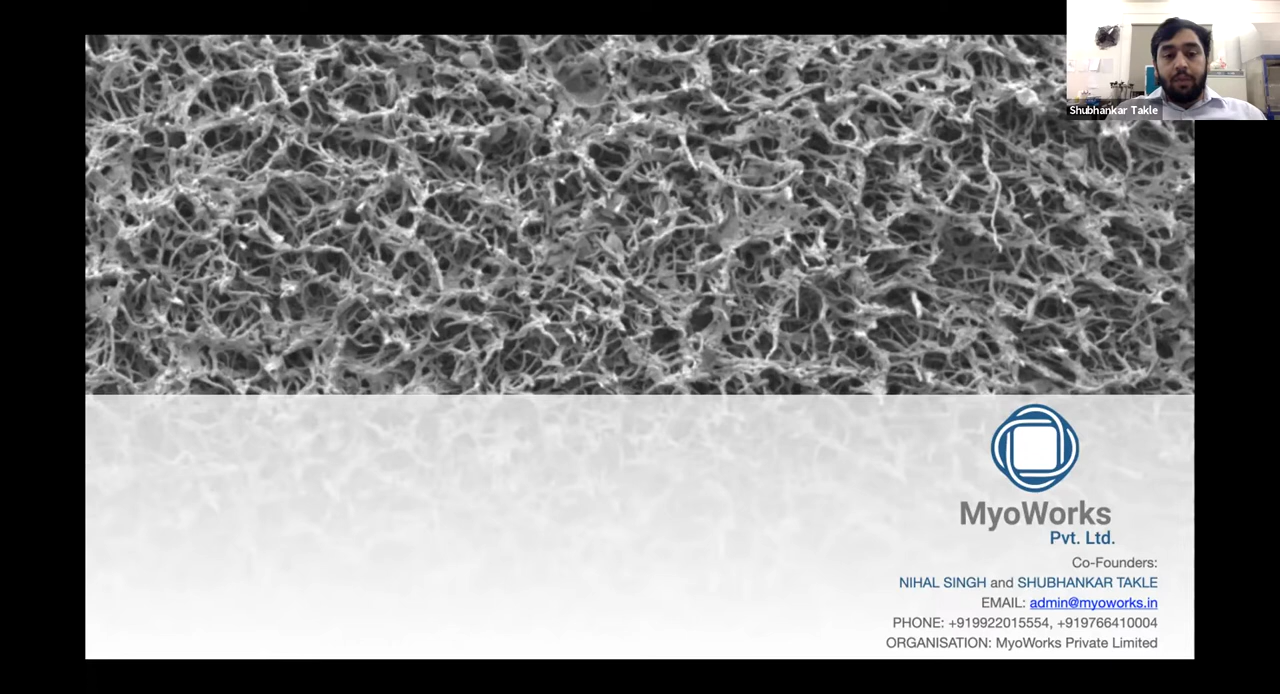 Shubhankar Takle
MyoWorks
Pvt. Ltd.
Co-Founders:
NIHAL SINGH and SHUBHANKAR TAKLE
EMAIL: admin@myoworks.in
PHONE: +919922015554, +919766410004
ORGANISATION: MyoWorks Private Limited